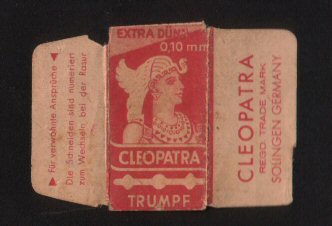 Für verwöhnte Ansprüche
Die Schneiden sind numeriert
zum Wechseln bei der Rasur
EXTRA DÜNN
0,10 mm
CLEOPATRA
TRUMPF
CLEOPATRA
REGD. TRADE MARK
SOLINGEN GERMANY